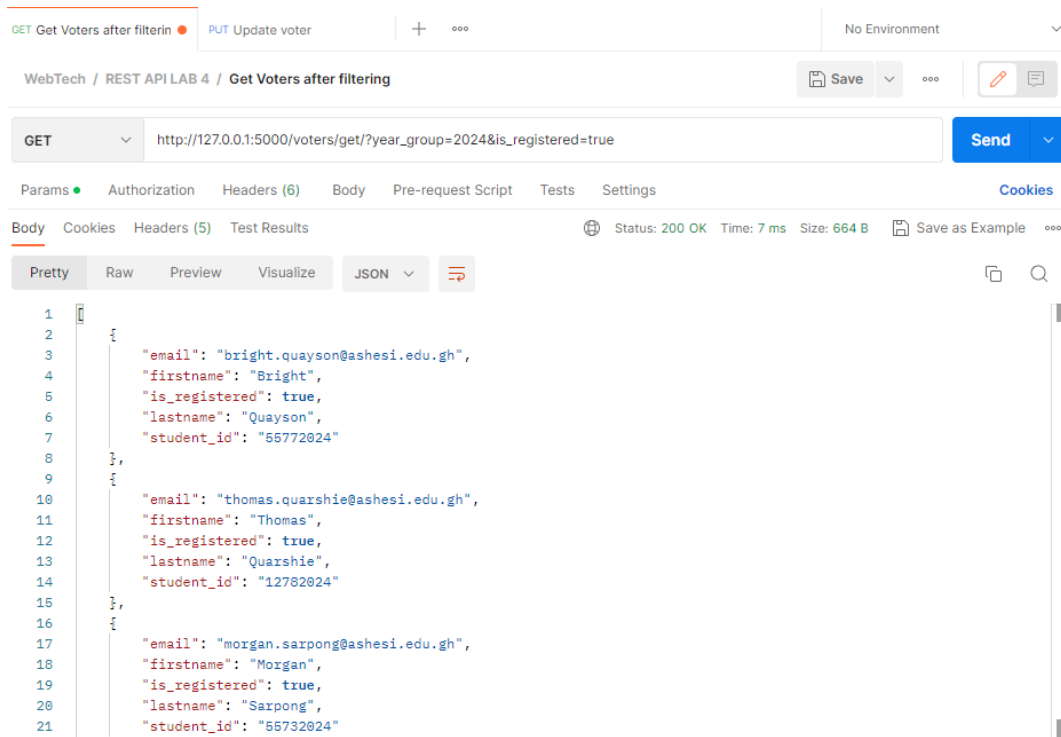 GET Get Voters after filterin PUT Update voter + No Environment
WebTech / REST API LAB 4 / Get Voters after filtering Save
GET http://127.0.0.1:5000/voters/get/?year_group=2024&is_registered=true Send
Params Authorization Headers (6) Body Pre-request Script Tests Settings Cookies
Body Cookies Headers (5) Test Results Status: 200 OK Time: 7 ms Size: 664 B Save as Example
Pretty Raw Preview Visualize JSON
1 [
2 {
3 "email": "bright.quayson@ashesi.edu.gh",
4 "firstname": "Bright",
5 "is_registered": true,
6 "lastname": "Quayson",
7 "student_id": "55772024"
8 },
9 {
10 "email": "thomas.quarshie@ashesi.edu.gh",
11 "firstname": "Thomas",
12 "is_registered": true,
13 "lastname": "Quarshie",
14 "student_id": "12782024"
15 },
16 {
17 "email": "morgan.sarpong@ashesi.edu.gh",
18 "firstname": "Morgan",
19 "is_registered": true,
20 "lastname": "Sarpong",
21 "student_id": "55732024"